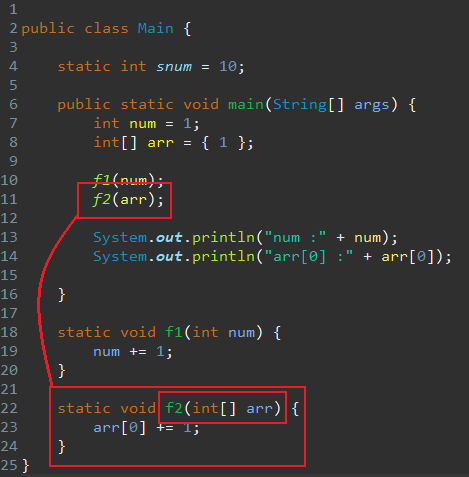 1
2 public class Main {
3
4     static int snum = 10;
5
6     public static void main(String[] args) {
7         int num = 1;
8         int[] arr = { 1 };
9
10         f1(num);
11         f2(arr);
12
13         System.out.println("num :" + num);
14         System.out.println("arr[0] :" + arr[0]);
15
16     }
17
18     static void f1(int num) {
19         num += 1;
20     }
21
22     static void f2(int[] arr) {
23         arr[0] += 1;
24     }
25 }